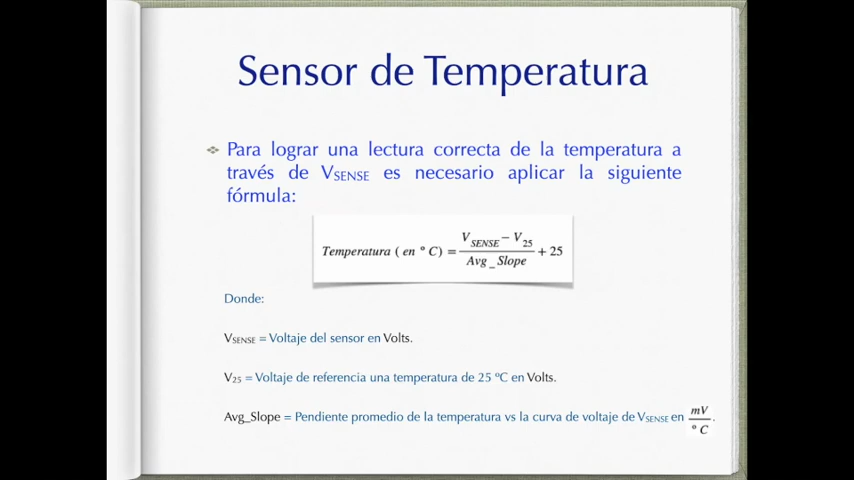 Sensor de Temperatura
Para lograr una lectura correcta de la temperatura a
través de VSENSE es necesario aplicar la siguiente
fórmula:
Temperatura ( en ° C) = (VSENSE − V25) / Avg_Slope + 25
Donde:
VSENSE = Voltaje del sensor en Volts.
V25 = Voltaje de referencia una temperatura de 25 ºC en Volts.
Avg_Slope = Pendiente promedio de la temperatura vs la curva de voltaje de VSENSE en mV / ° C.